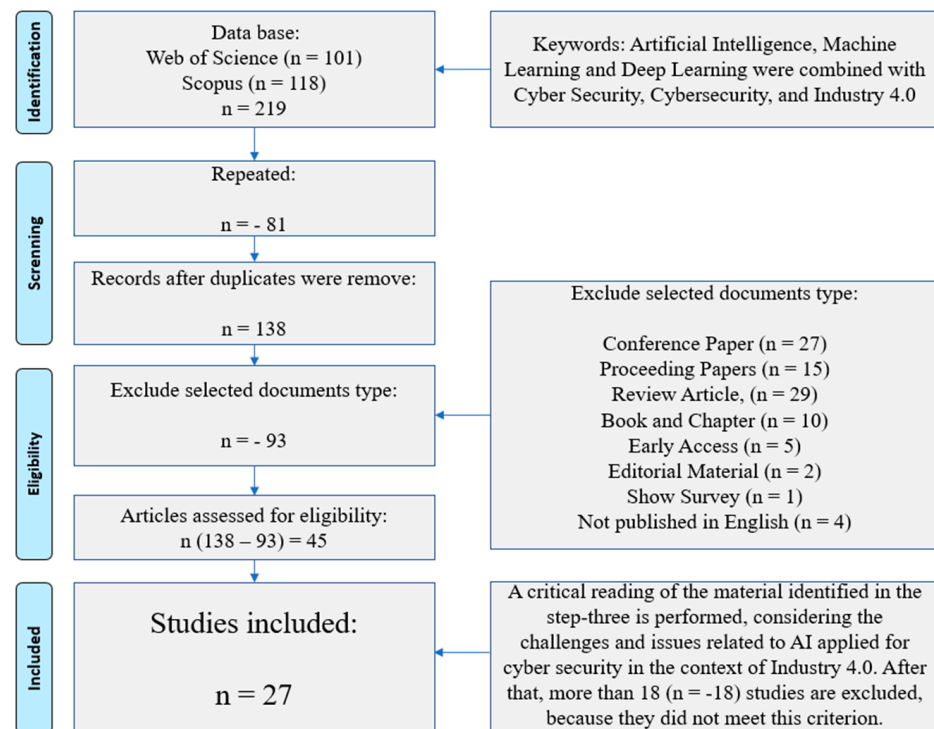 Identification
Data base:
Web of Science (n = 101)
Scopus (n = 118)
n = 219
Keywords: Artificial Intelligence, Machine
Learning and Deep Learning were combined with
Cyber Security, Cybersecurity, and Industry 4.0
Screnning
Repeated:
n = - 81
Records after duplicates were remove:
n = 138
Eligibility
Exclude selected documents type:
n = - 93
Articles assessed for eligibility:
n (138 – 93) = 45
Exclude selected documents type:
Conference Paper (n = 27)
Proceeding Papers (n = 15)
Review Article, (n = 29)
Book and Chapter (n = 10)
Early Access (n = 5)
Editorial Material (n = 2)
Show Survey (n = 1)
Not published in English (n = 4)
Included
Studies included:
n = 27
A critical reading of the material identified in the
step-three is performed, considering the
challenges and issues related to AI applied for
cyber security in the context of Industry 4.0. After
that, more than 18 (n = -18) studies are excluded,
because they did not meet this criterion.